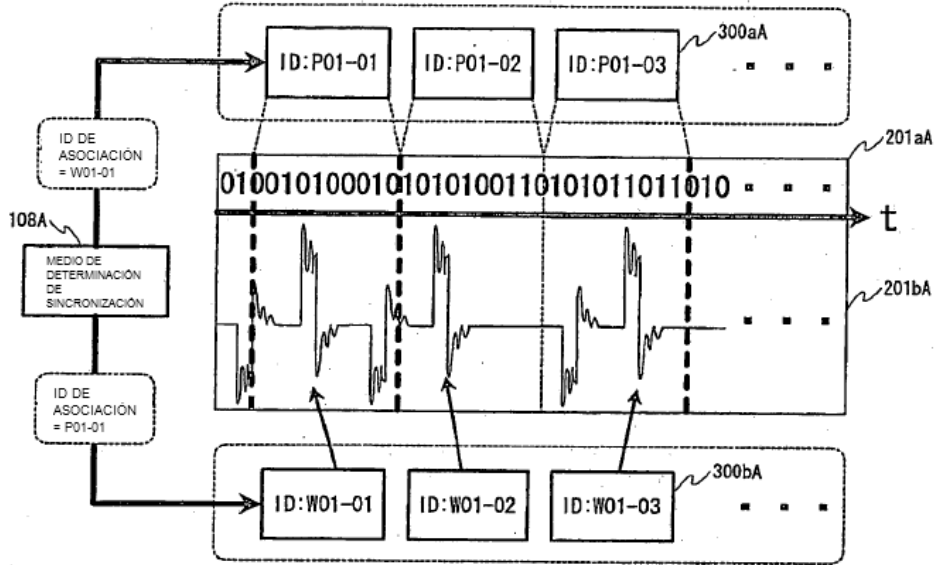 300aA
ID:P01-01 ID:P01-02 ID:P01-03
ID DE
ASOCIACIÓN
= W01-01
201aA
01001010001010101001101010110110​10
t
108A
MEDIO DE
DETERMINACIÓN
DE
SINCRONIZACIÓN
201bA
ID DE
ASOCIACIÓN
= P01-01
300bA
ID:W01-01 ID:W01-02 ID:W01-03